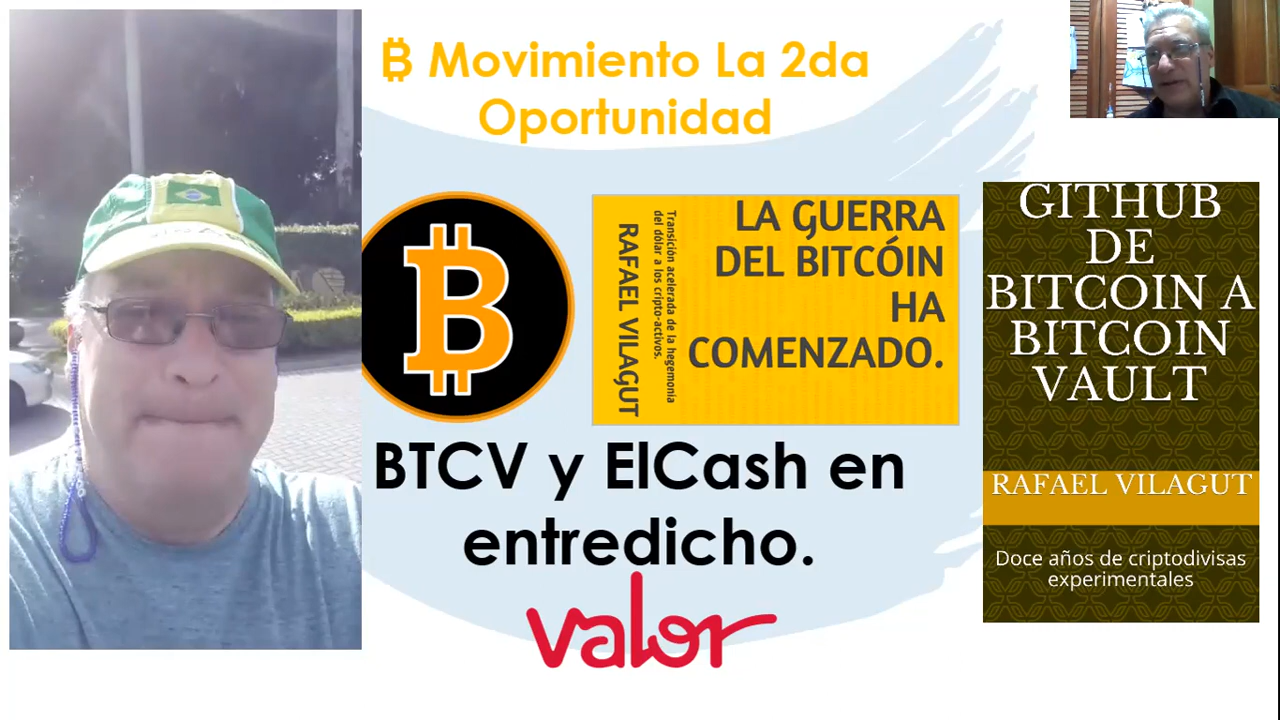 ₿ Movimiento La 2da
Oportunidad
LA GUERRA
DEL BITCÓIN
HA
COMENZADO.
Transición acelerada de la hegemonía
del dólar a los cripto-activos.
RAFAEL VILAGUT
GITHUB
DE
BITCOIN A
BITCOIN
VAULT
RAFAEL VILAGUT
Doce años de criptodivisas
experimentales
BTCV y ElCash en
entredicho.
valor